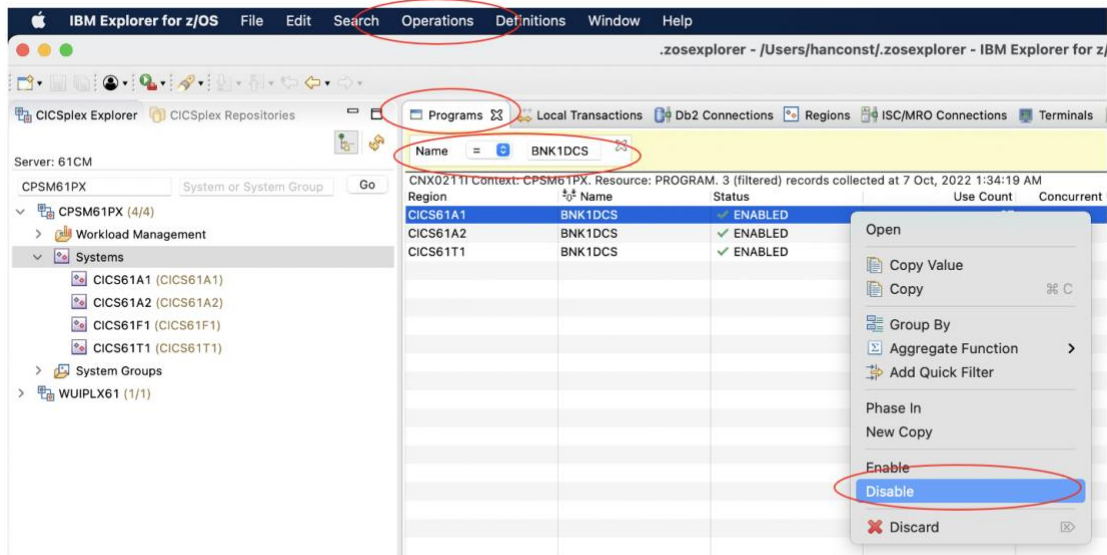 IBM Explorer for z/OS File Edit Search Operations Definitions Window Help
.zosexplorer - /Users/hanconst/.zosexplorer - IBM Explorer for z/
CICSplex Explorer CICSplex Repositories
Programs Local Transactions Db2 Connections Regions ISC/MRO Connections Terminals
Name = BNK1DCS
Server: 61CM
CNX0211I Context: CPSM61PX. Resource: PROGRAM. 3 (filtered) records collected at 7 Oct, 2022 1:34:19 AM
CPSM61PX System or System Group Go
Region Name Status Use Count Concurrent
CPSM61PX (4/4)
Workload Management
Systems
CICS61A1 (CICS61A1)
CICS61A2 (CICS61A2)
CICS61F1 (CICS61F1)
CICS61T1 (CICS61T1)
System Groups
WUIPLX61 (1/1)
CICS61A1 BNK1DCS ENABLED
CICS61A2 BNK1DCS ENABLED
CICS61T1 BNK1DCS ENABLED
Open
Copy Value
Copy ⌘ C
Group By
Aggregate Function
Add Quick Filter
Phase In
New Copy
Enable
Disable
Discard